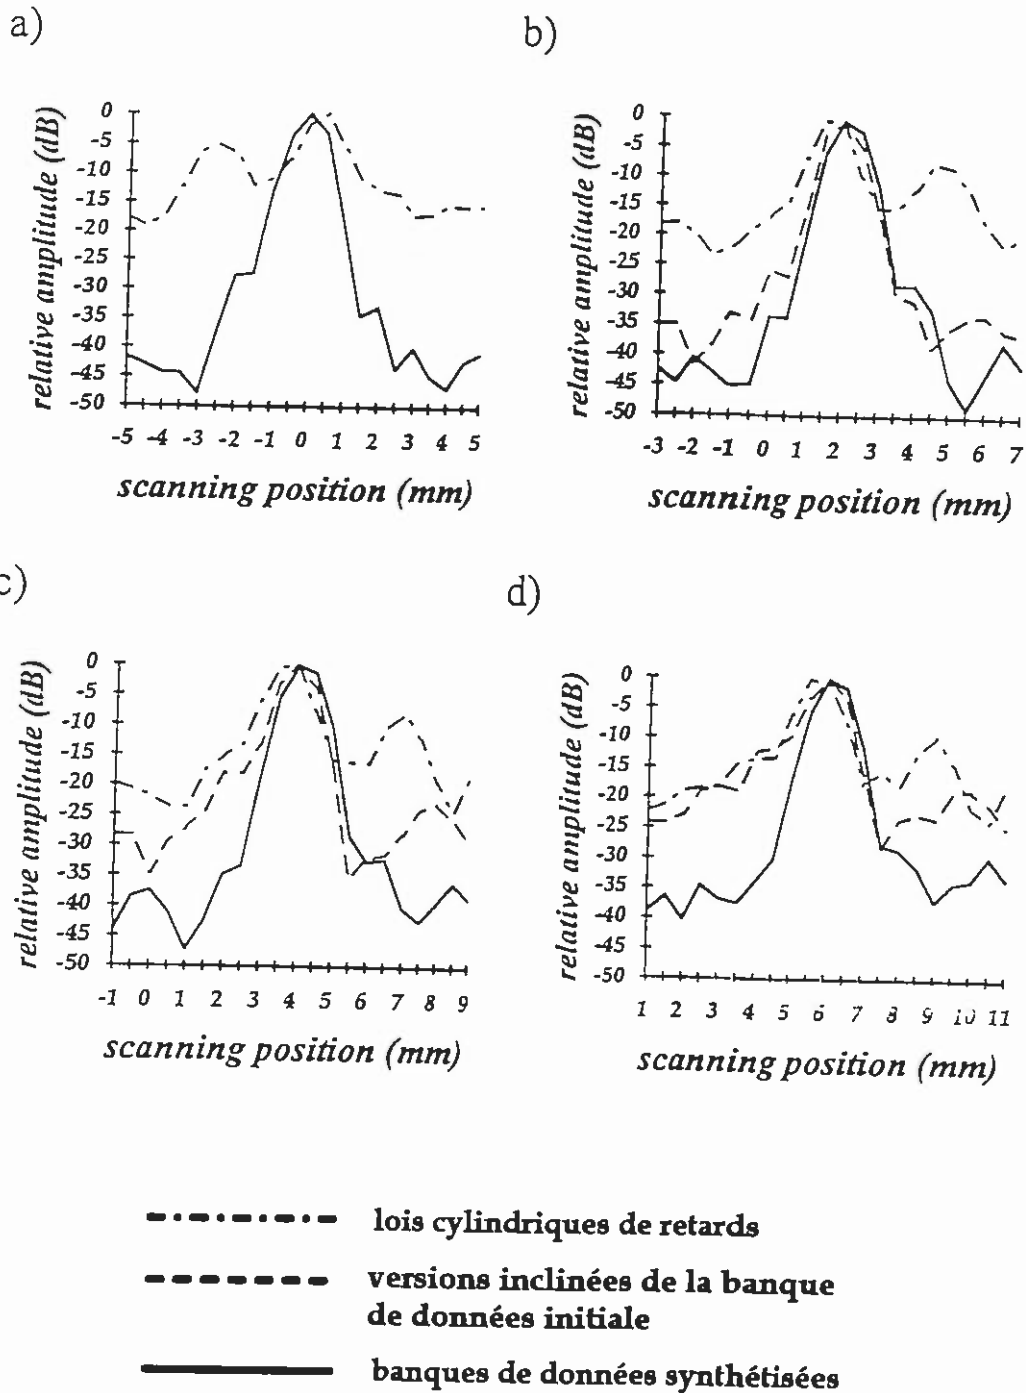 a)
b)
relative amplitude (dB)
0
-5
-10
-15
-20
-25
-30
-35
-40
-45
-50
-5 -4 -3 -2 -1 0 1 2 3 4 5
scanning position (mm)
relative amplitude (dB)
0
-5
-10
-15
-20
-25
-30
-35
-40
-45
-50
-3 -2 -1 0 1 2 3 4 5 6 7
scanning position (mm)
c)
d)
relative amplitude (dB)
0
-5
-10
-15
-20
-25
-30
-35
-40
-45
-50
-1 0 1 2 3 4 5 6 7 8 9
scanning position (mm)
relative amplitude (dB)
0
-5
-10
-15
-20
-25
-30
-35
-40
-45
-50
1 2 3 4 5 6 7 8 9 10 11
scanning position (mm)
lois cylindriques de retards
versions inclinées de la banque
de données initiale
banques de données synthétisées